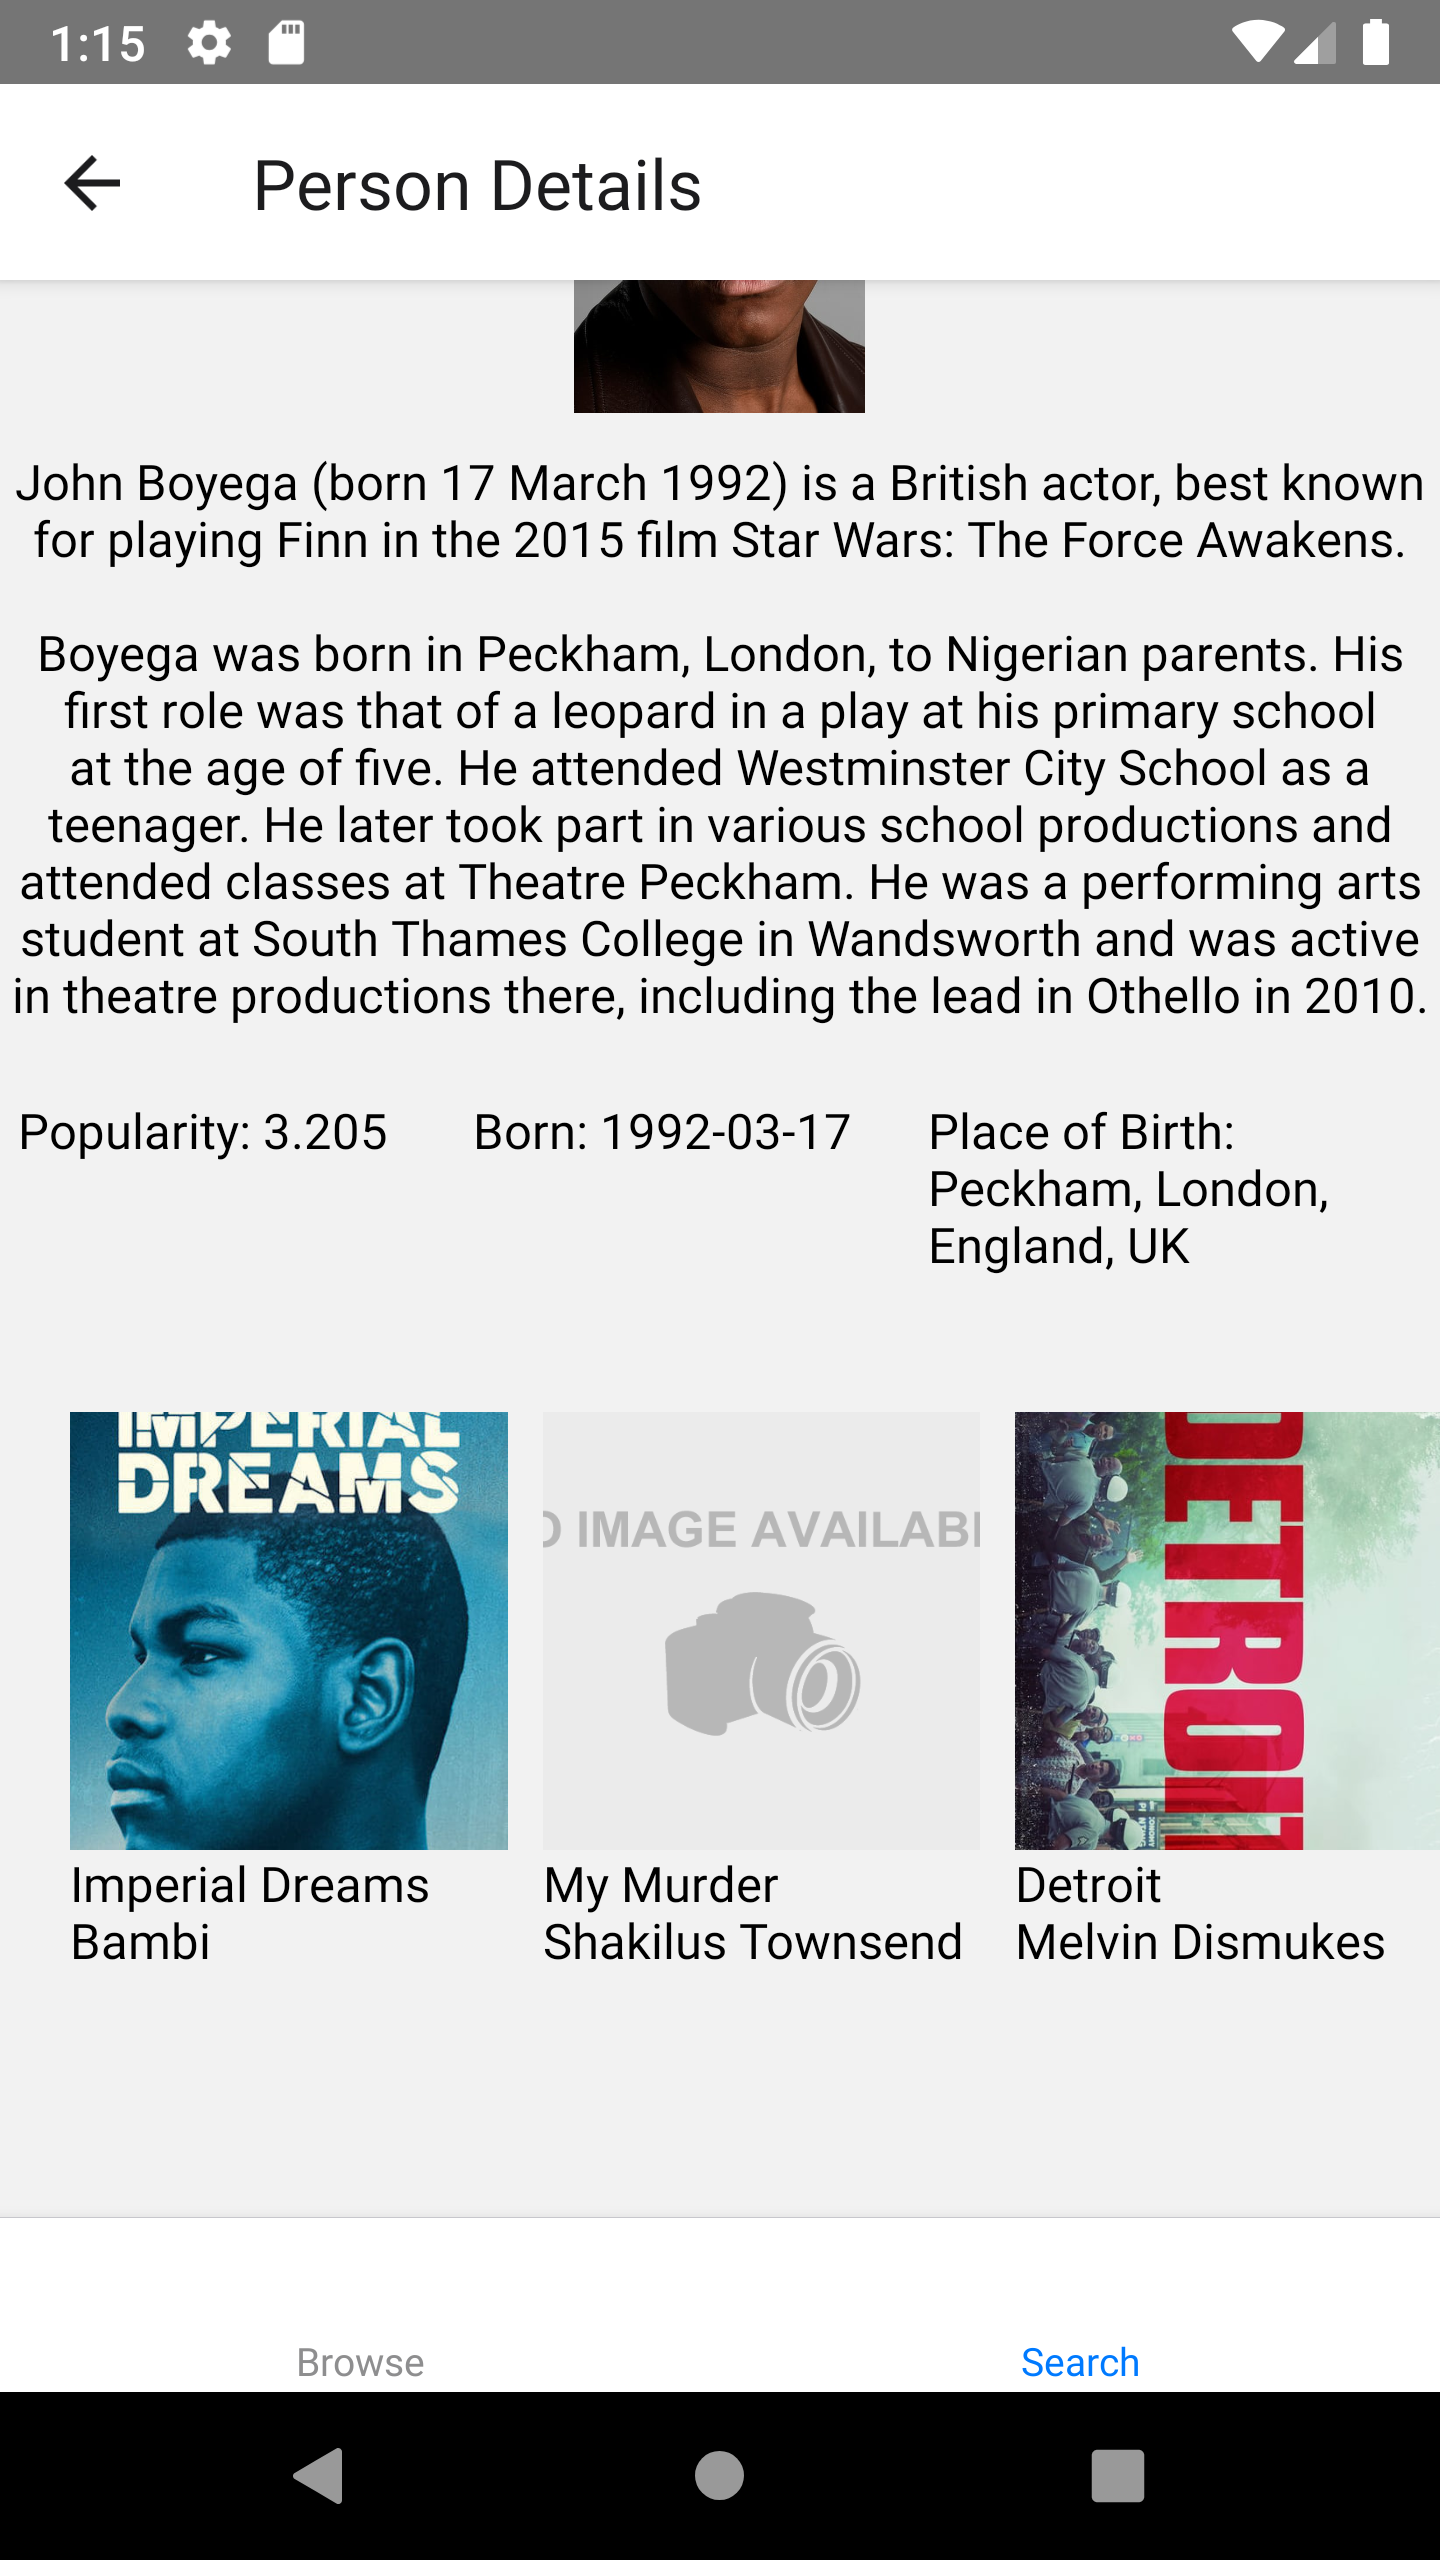 1:15
Person Details
John Boyega (born 17 March 1992) is a British actor, best known
for playing Finn in the 2015 film Star Wars: The Force Awakens.
Boyega was born in Peckham, London, to Nigerian parents. His
first role was that of a leopard in a play at his primary school
at the age of five. He attended Westminster City School as a
teenager. He later took part in various school productions and
attended classes at Theatre Peckham. He was a performing arts
student at South Thames College in Wandsworth and was active
in theatre productions there, including the lead in Othello in 2010.
Popularity: 3.205
Born: 1992-03-17
Place of Birth:
Peckham, London,
England, UK
IMPERIAL
DREAMS
O IMAGE AVAILABL
DETROIT
Imperial Dreams
Bambi
My Murder
Shakilus Townsend
Detroit
Melvin Dismukes
Browse
Search